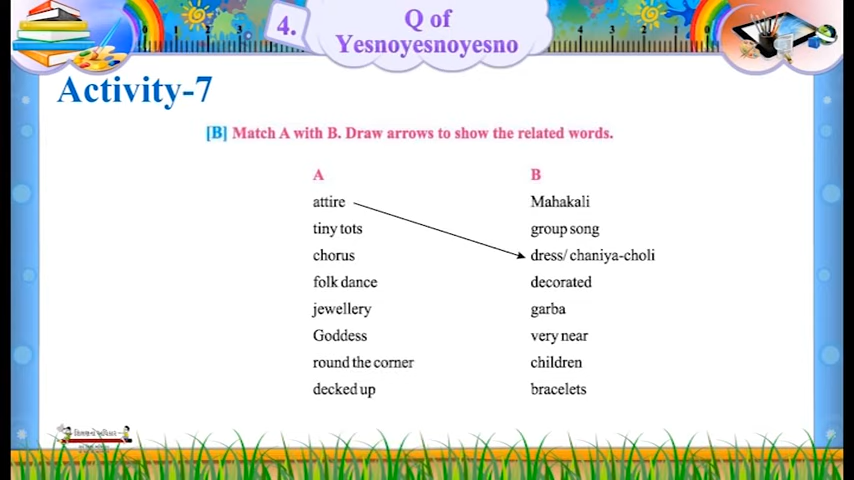 4.
Q of
Yesnoyesnoyesno
Activity-7
[B] Match A with B. Draw arrows to show the related words.
A B
attire Mahakali
tiny tots group song
chorus dress/ chaniya-choli
folk dance decorated
jewellery garba
Goddess very near
round the corner children
decked up bracelets